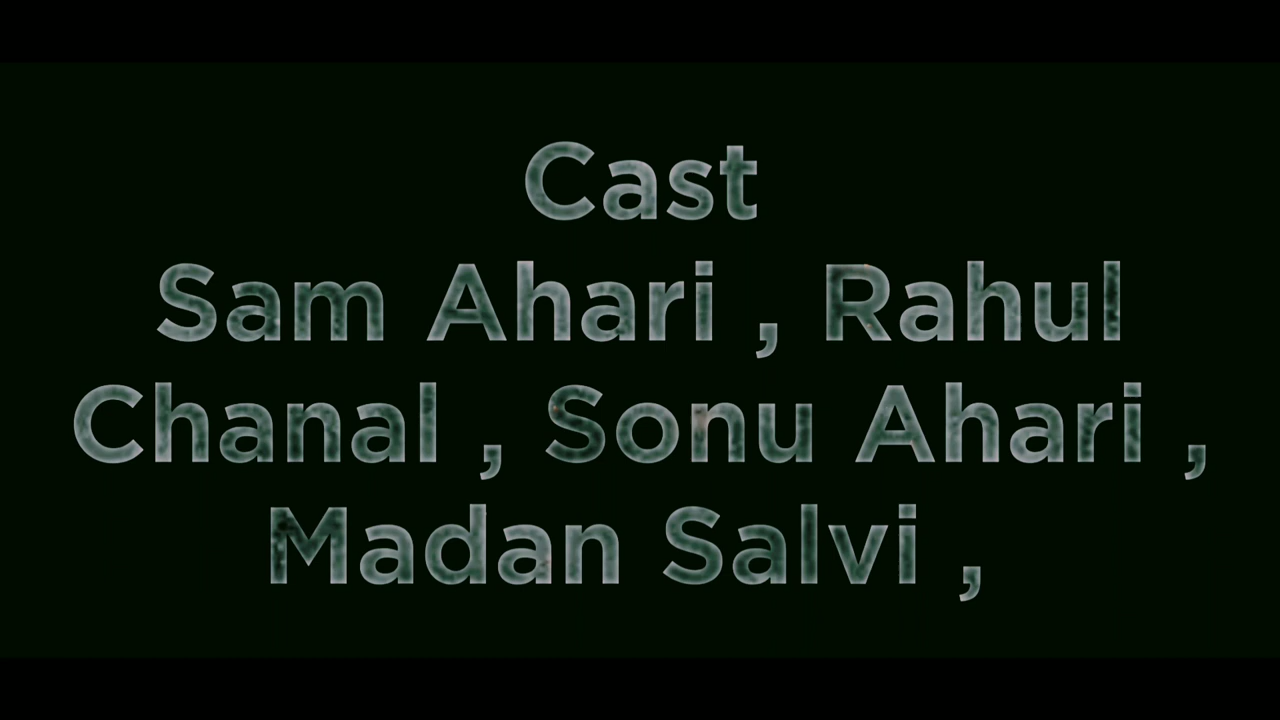 Cast
Sam Ahari , Rahul
Chanal , Sonu Ahari ,
Madan Salvi ,